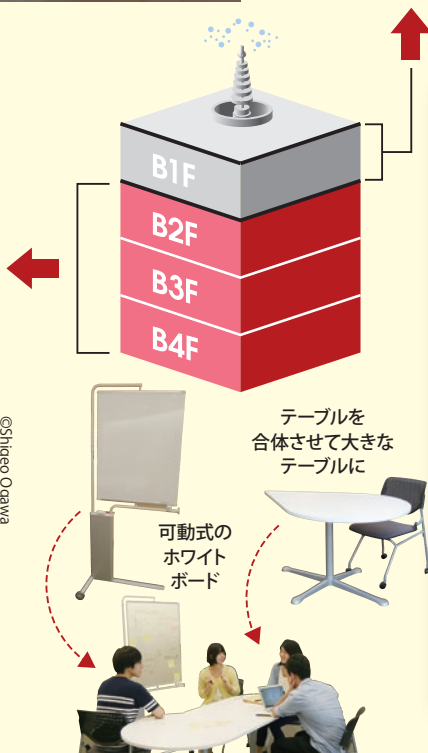 B1F
B2F
B3F
B4F
©Shigeo Ogawa
テーブルを
合体させて大きな
テーブルに
可動式の
ホワイト
ボード